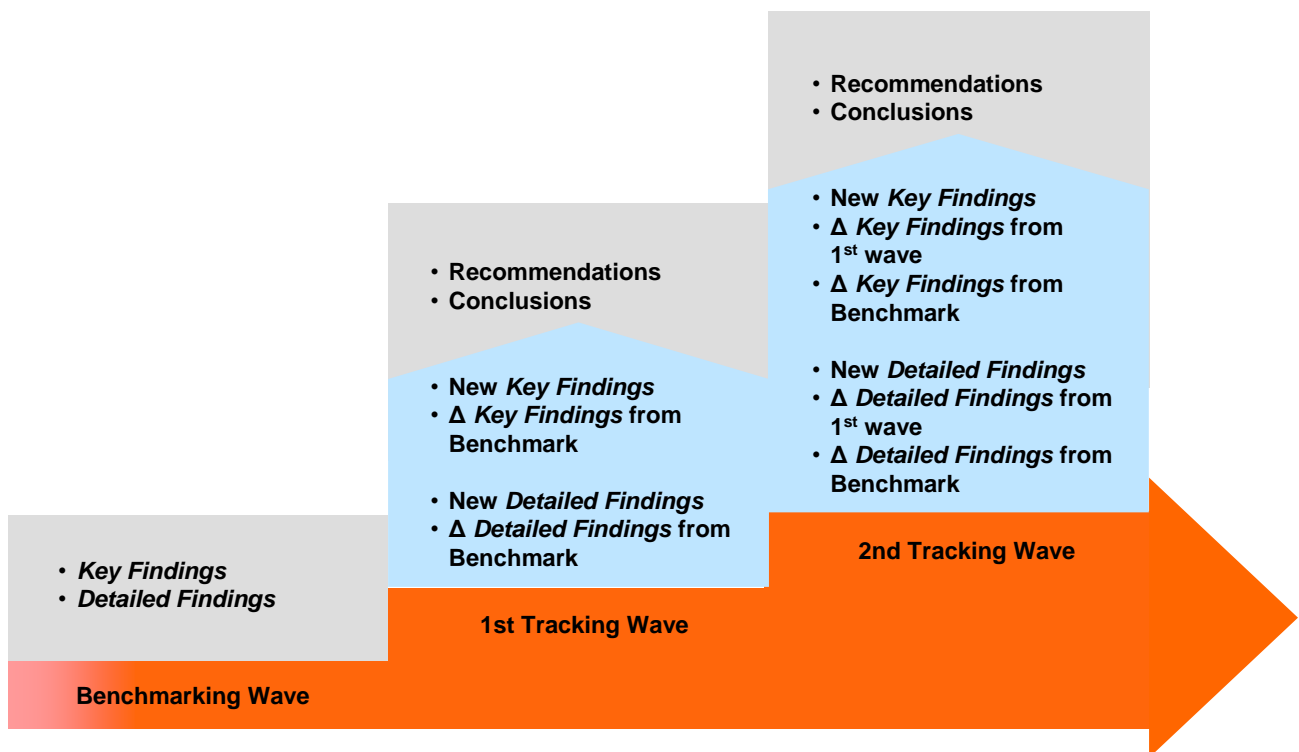 • Key Findings
• Detailed Findings
Benchmarking Wave
• Recommendations
• Conclusions
• New Key Findings
• Δ Key Findings from
Benchmark
• New Detailed Findings
• Δ Detailed Findings from
Benchmark
1st Tracking Wave
• Recommendations
• Conclusions
• New Key Findings
• Δ Key Findings from
1st wave
• Δ Key Findings from
Benchmark
• New Detailed Findings
• Δ Detailed Findings from
1st wave
• Δ Detailed Findings from
Benchmark
2nd Tracking Wave